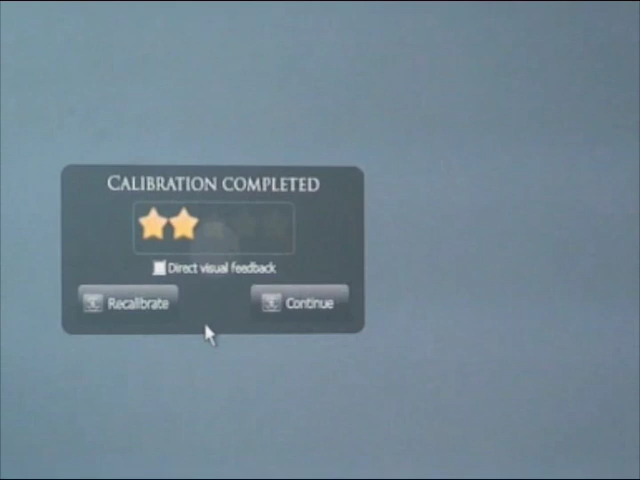 CALIBRATION COMPLETED
Direct visual feedback
Recalibrate
Continue